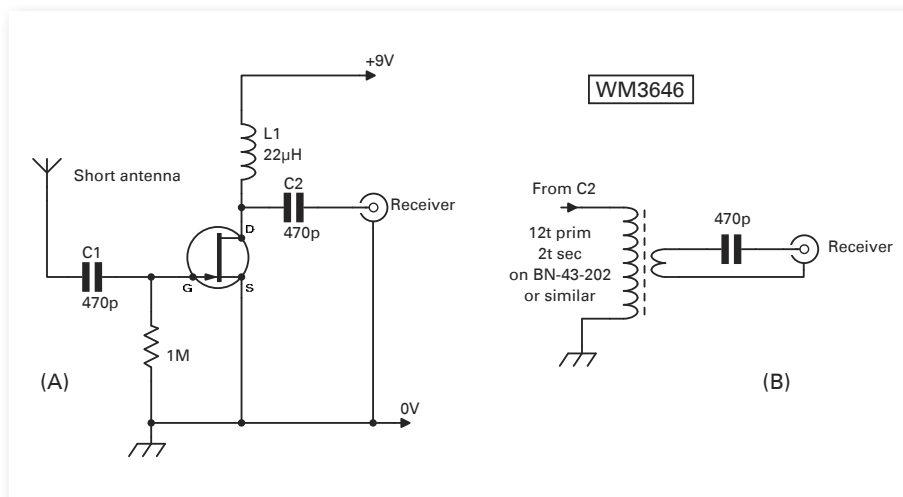 +9V
WM3646
L1
22µH
Short antenna
C2
470p
Receiver
D
G
S
C1
470p
1M
(A)
0V
From C2
12t prim
2t sec
on BN-43-202
or similar
470p
Receiver
(B)